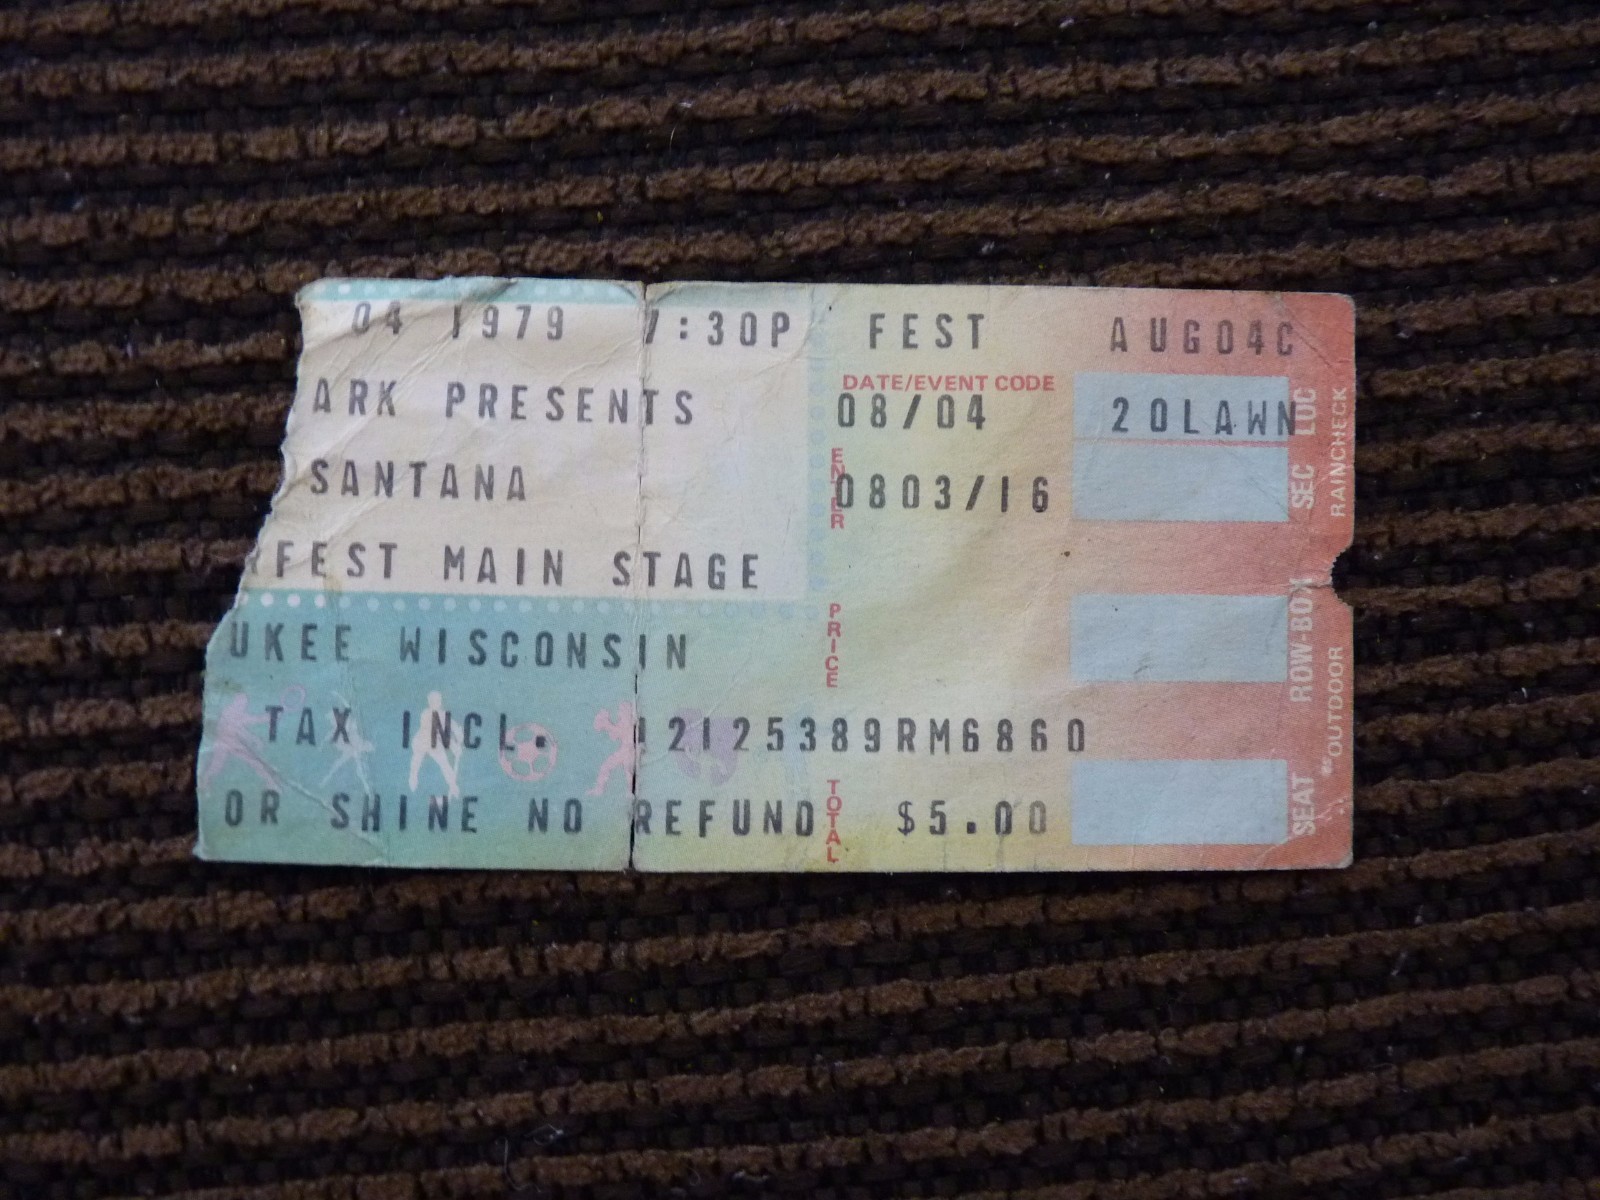 04 1979 7:30P FEST AUG04C
DATE/EVENT CODE
ARK PRESENTS 08/04 20LAWN
SANTANA 0803/16
ENTER
RFEST MAIN STAGE
PRICE
UKEE WISCONSIN
TAX INCL. 12125389RM6860
OR SHINE NO REFUND $5.00
TOTAL
LOC
SEC
ROW-BOX
SEAT
RAINCHECK
"OUTDOOR